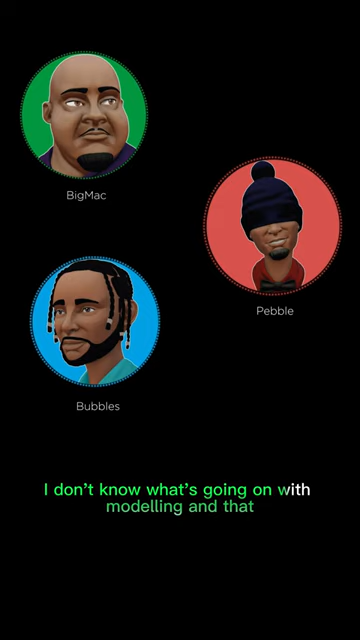 BigMac
Pebble
Bubbles
I don't know what's going on with
modelling and that